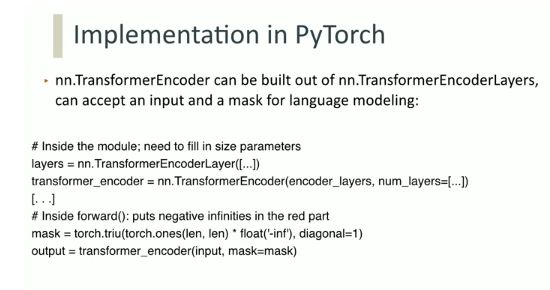 Implementation in PyTorch
▸ nn.TransformerEncoder can be built out of nn.TransformerEncoderLayers,
can accept an input and a mask for language modeling:
# Inside the module; need to fill in size parameters
layers = nn.TransformerEncoderLayer([...])
transformer_encoder = nn.TransformerEncoder(encoder_layers, num_layers=[...])
[. . .]
# Inside forward(): puts negative infinities in the red part
mask = torch.triu(torch.ones(len, len) * float('-inf'), diagonal=1)
output = transformer_encoder(input, mask=mask)